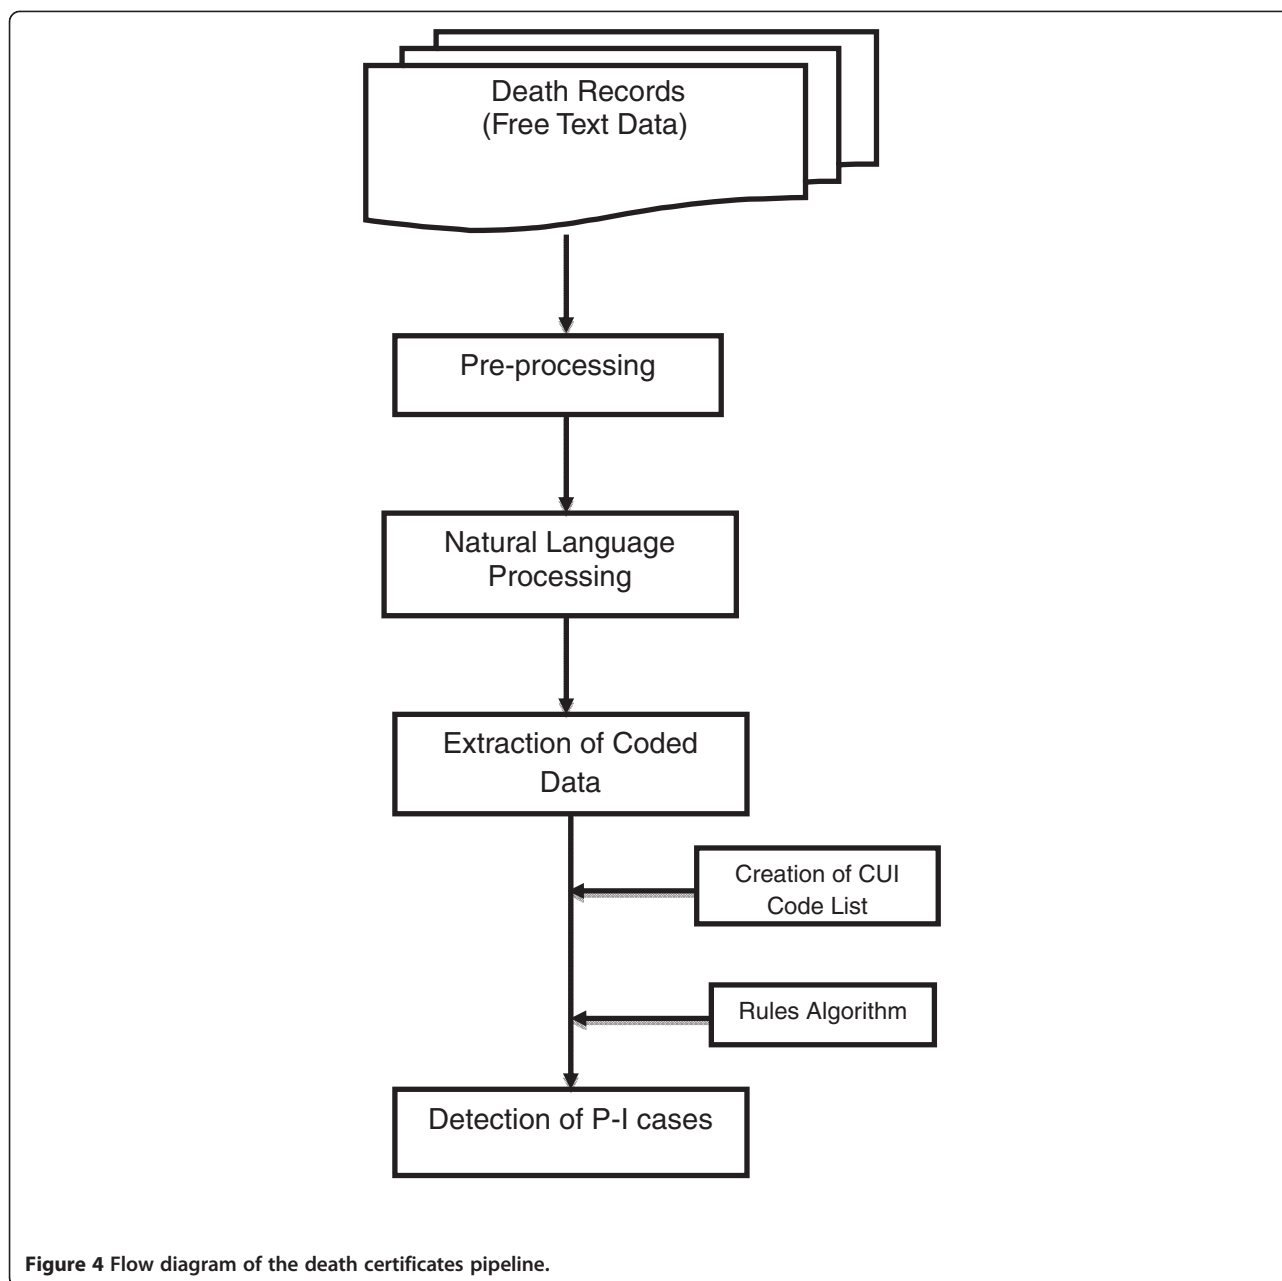 Death Records
(Free Text Data)
Pre-processing
Natural Language
Processing
Extraction of Coded
Data
Creation of CUI
Code List
Rules Algorithm
Detection of P-I cases
Figure 4 Flow diagram of the death certificates pipeline.